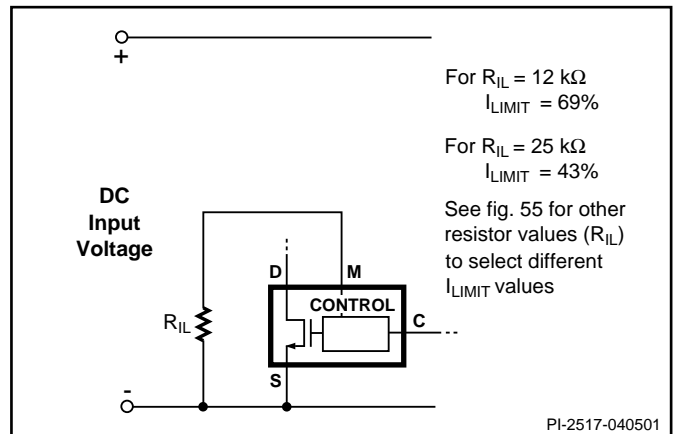 +
For R_IL = 12 kΩ
I_LIMIT = 69%
For R_IL = 25 kΩ
I_LIMIT = 43%
See fig. 55 for other
resistor values (R_IL)
to select different
I_LIMIT values
DC
Input
Voltage
D M
CONTROL
C
R_IL
S
-
PI-2517-040501